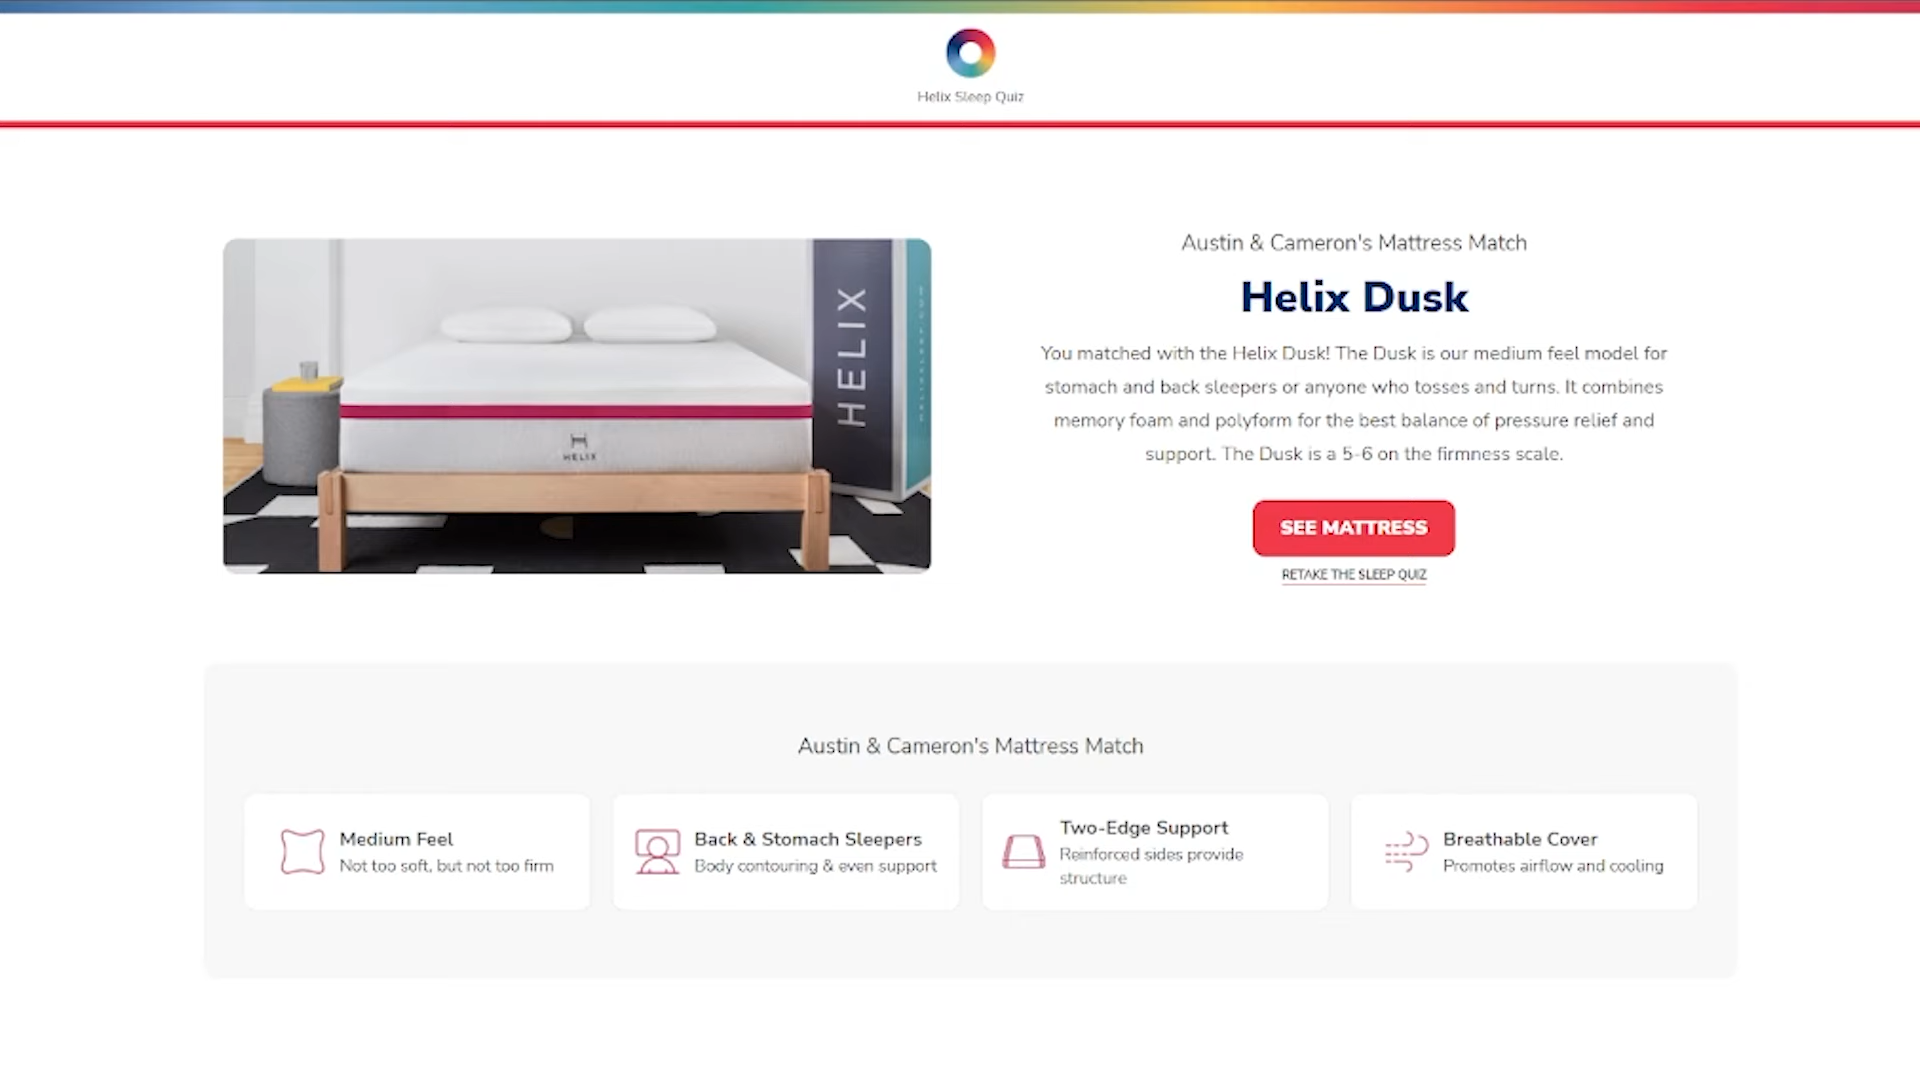 Helix Sleep Quiz
HELIX
HELIX
Austin & Cameron's Mattress Match
Helix Dusk
You matched with the Helix Dusk! The Dusk is our medium feel model for
stomach and back sleepers or anyone who tosses and turns. It combines
memory foam and polyform for the best balance of pressure relief and
support. The Dusk is a 5-6 on the firmness scale.
SEE MATTRESS
RETAKE THE SLEEP QUIZ
Austin & Cameron's Mattress Match
Medium Feel
Not too soft, but not too firm
Back & Stomach Sleepers
Body contouring & even support
Two-Edge Support
Reinforced sides provide
structure
Breathable Cover
Promotes airflow and cooling